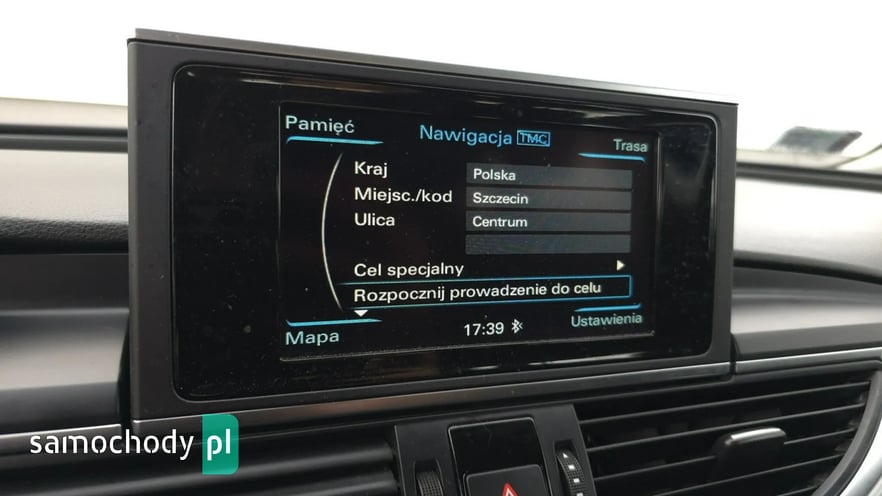 Pamięć
Nawigacja TMC
Trasa
Kraj Polska
Miejsc./kod Szczecin
Ulica Centrum
Cel specjalny
Rozpocznij prowadzenie do celu
Mapa
17:39
Ustawienia
samochody pl